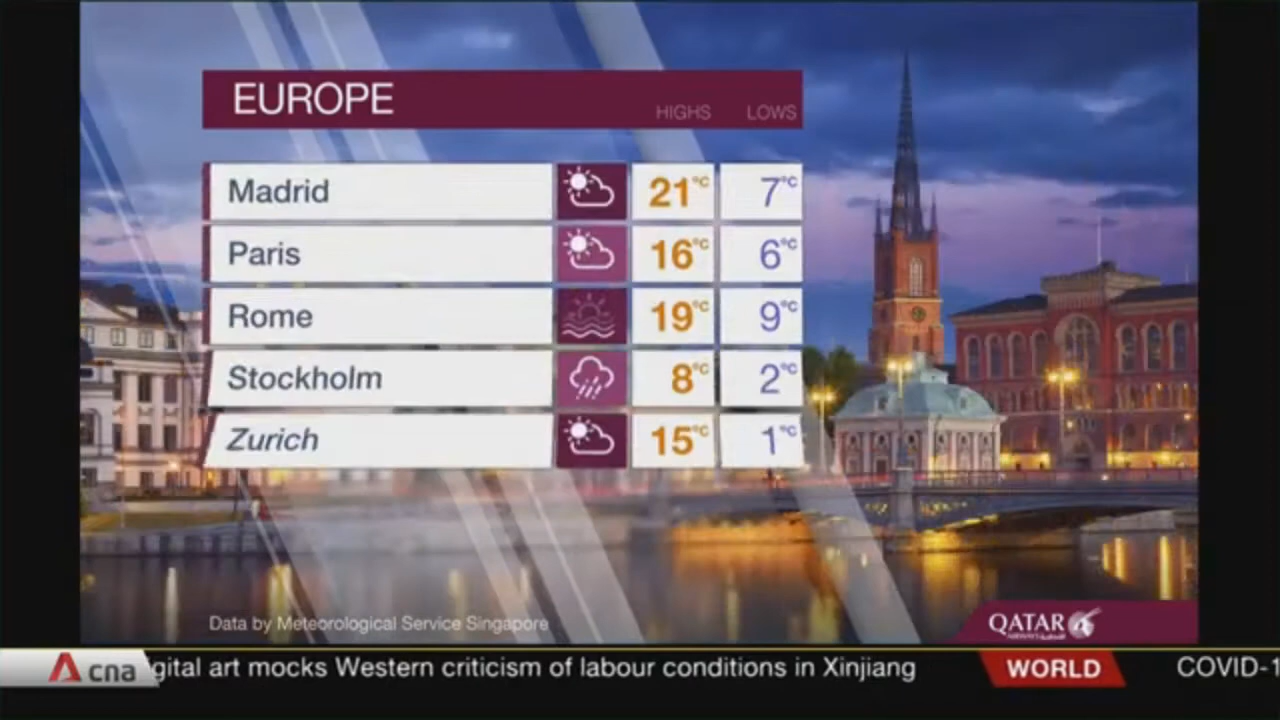 EUROPE
HIGHS LOWS
Madrid 21°C 7°C
Paris 16°C 6°C
Rome 19°C 9°C
Stockholm 8°C 2°C
Zurich 15°C 1°C
Data by Meteorological Service Singapore
QATAR
AIRWAYS
cna gital art mocks Western criticism of labour conditions in Xinjiang WORLD COVID-1